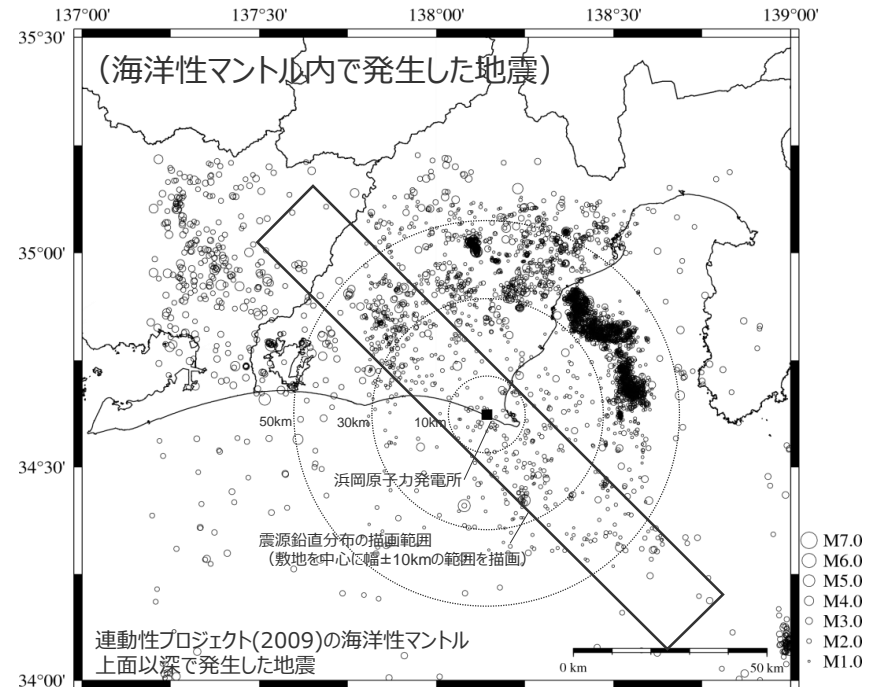 137°00' 137°30' 138°00' 138°30' 139°00'
35°30'
(海洋性マントル内で発生した地震)
35°00'
50km 30km 10km
34°30'
浜岡原子力発電所
震源鉛直分布の描画範囲
(敷地を中心に幅±10kmの範囲を描画)
M7.0
M6.0
M5.0
M4.0
M3.0
M2.0
M1.0
連動性プロジェクト(2009)の海洋性マントル
上面以深で発生した地震
0 km 50 km
34°00'